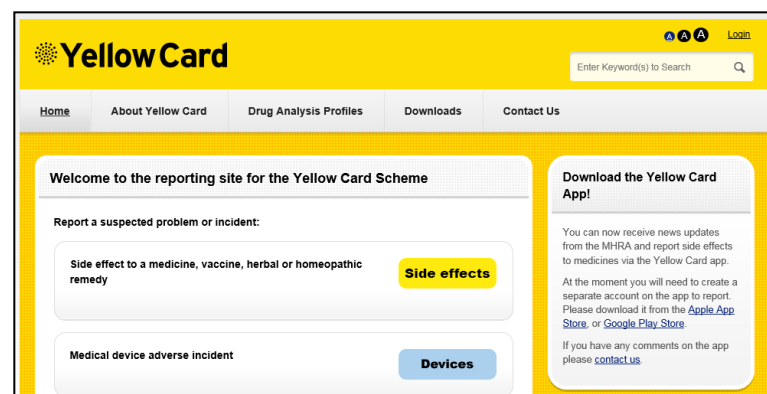 A A A Login
YellowCard
Enter Keyword(s) to Search
Home About Yellow Card Drug Analysis Profiles Downloads Contact Us
Welcome to the reporting site for the Yellow Card Scheme
Report a suspected problem or incident:
Side effect to a medicine, vaccine, herbal or homeopathic
remedy
Side effects
Medical device adverse incident
Devices
Download the Yellow Card
App!
You can now receive news updates
from the MHRA and report side effects
to medicines via the Yellow Card app.
At the moment you will need to create a
separate account on the app to report.
Please download it from the Apple App
Store, or Google Play Store.
If you have any comments on the app
please contact us.